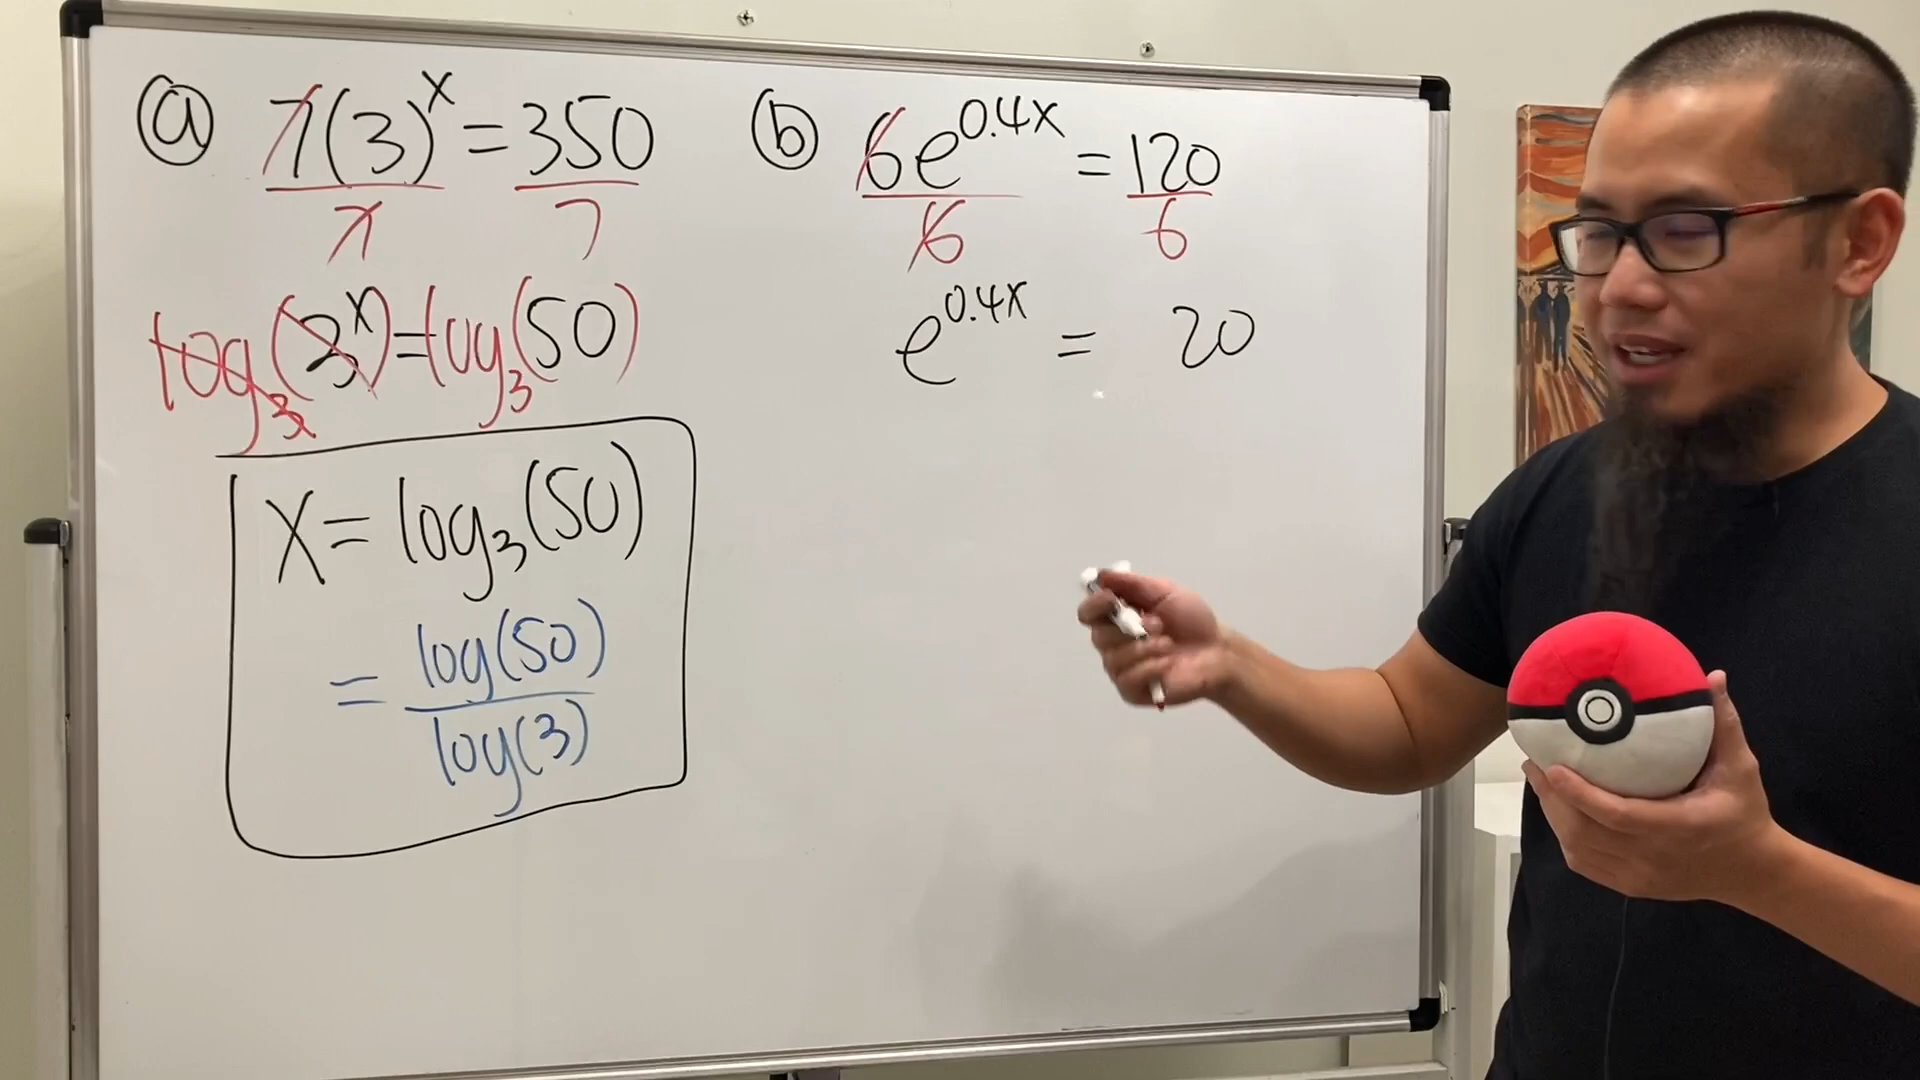 ⓐ 7(3)^x = 350
7 7
log₃(3^x) = log₃(50)
x = log₃(50)
= log(50)
log(3)
ⓑ 6e^0.4x = 120
6 6
e^0.4x = 20